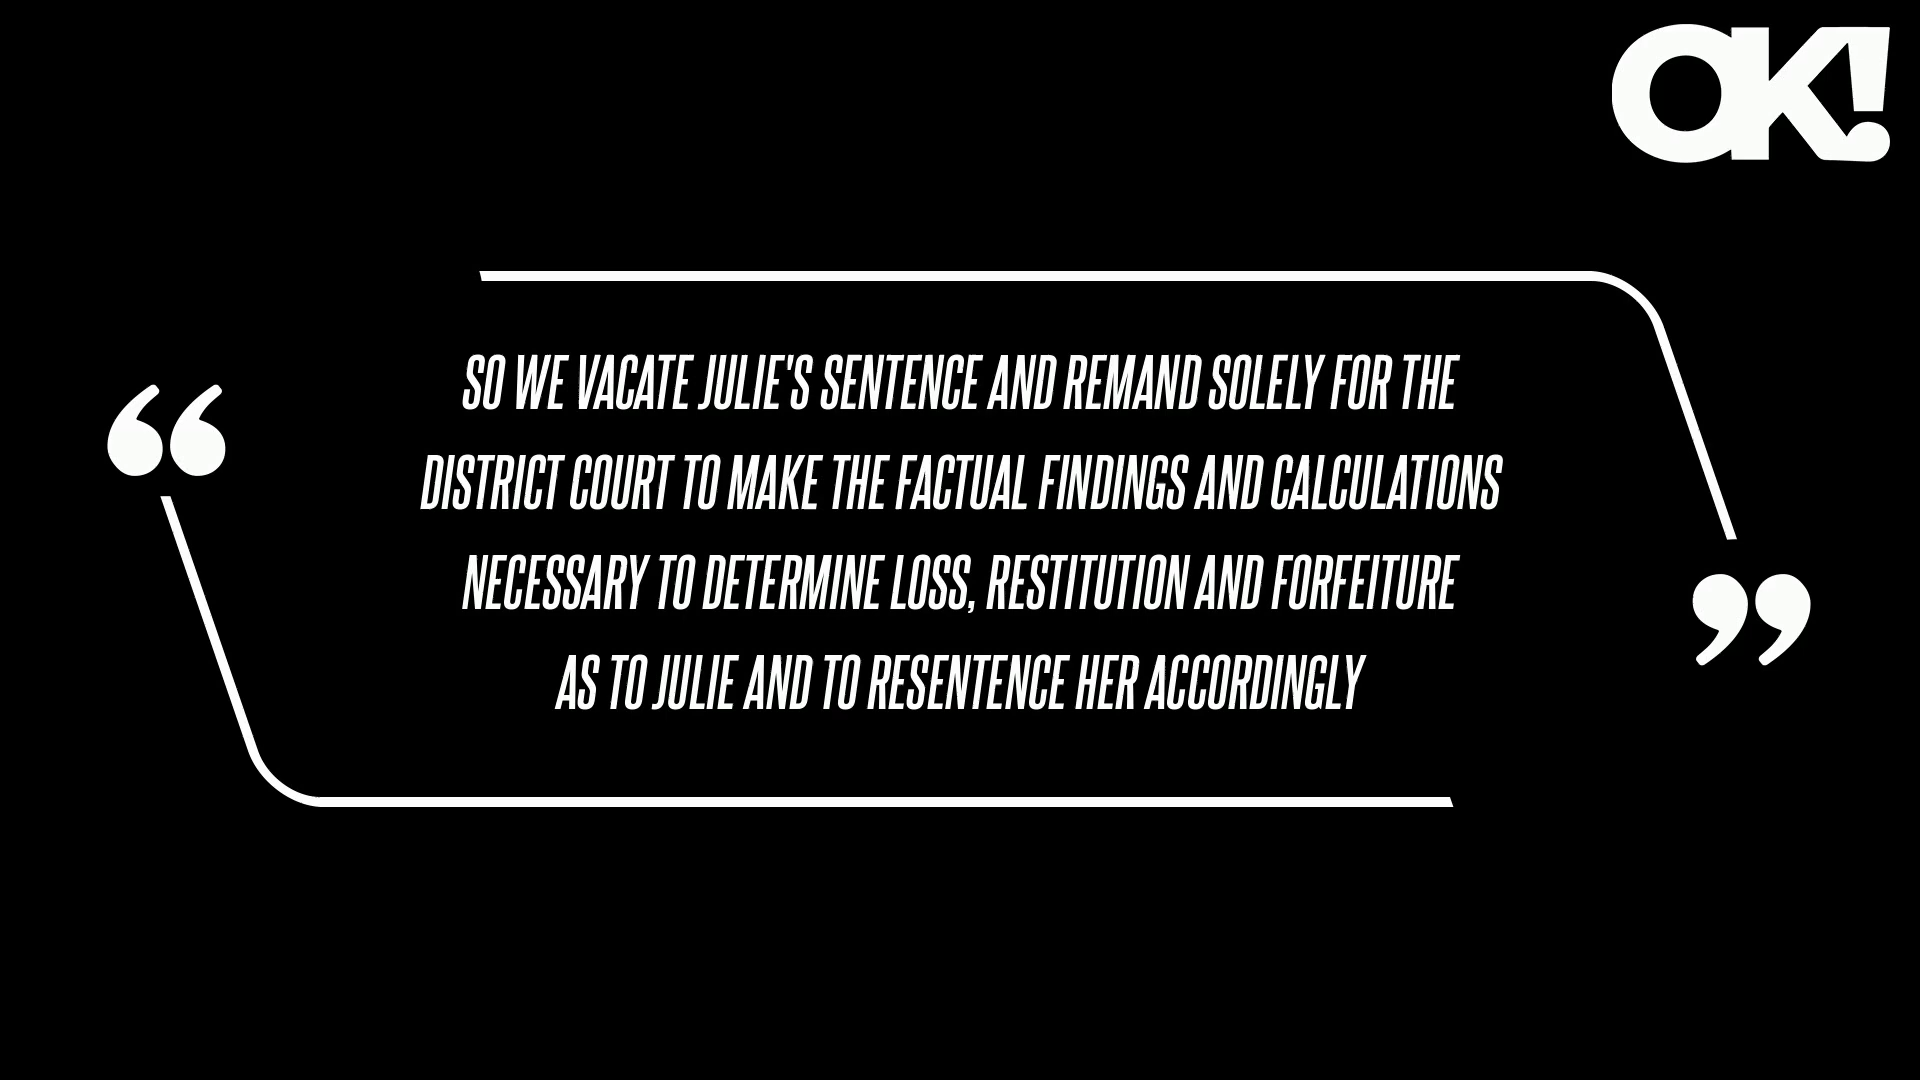 OK!
“
SO WE VACATE JULIE'S SENTENCE AND REMAND SOLELY FOR THE
DISTRICT COURT TO MAKE THE FACTUAL FINDINGS AND CALCULATIONS
NECESSARY TO DETERMINE LOSS, RESTITUTION AND FORFEITURE
AS TO JULIE AND TO RESENTENCE HER ACCORDINGLY
”